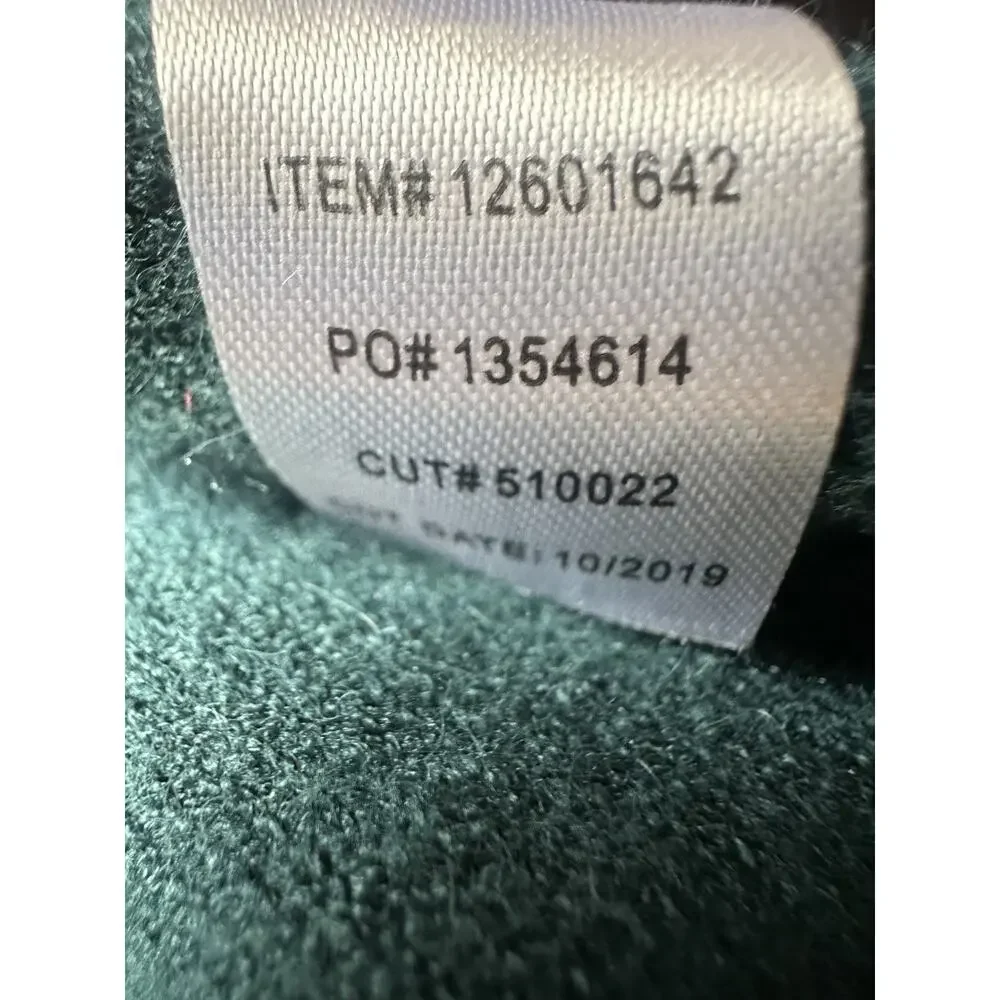 ITEM# 12601642
PO# 1354614
CUT# 510022
DATE: 10/2019